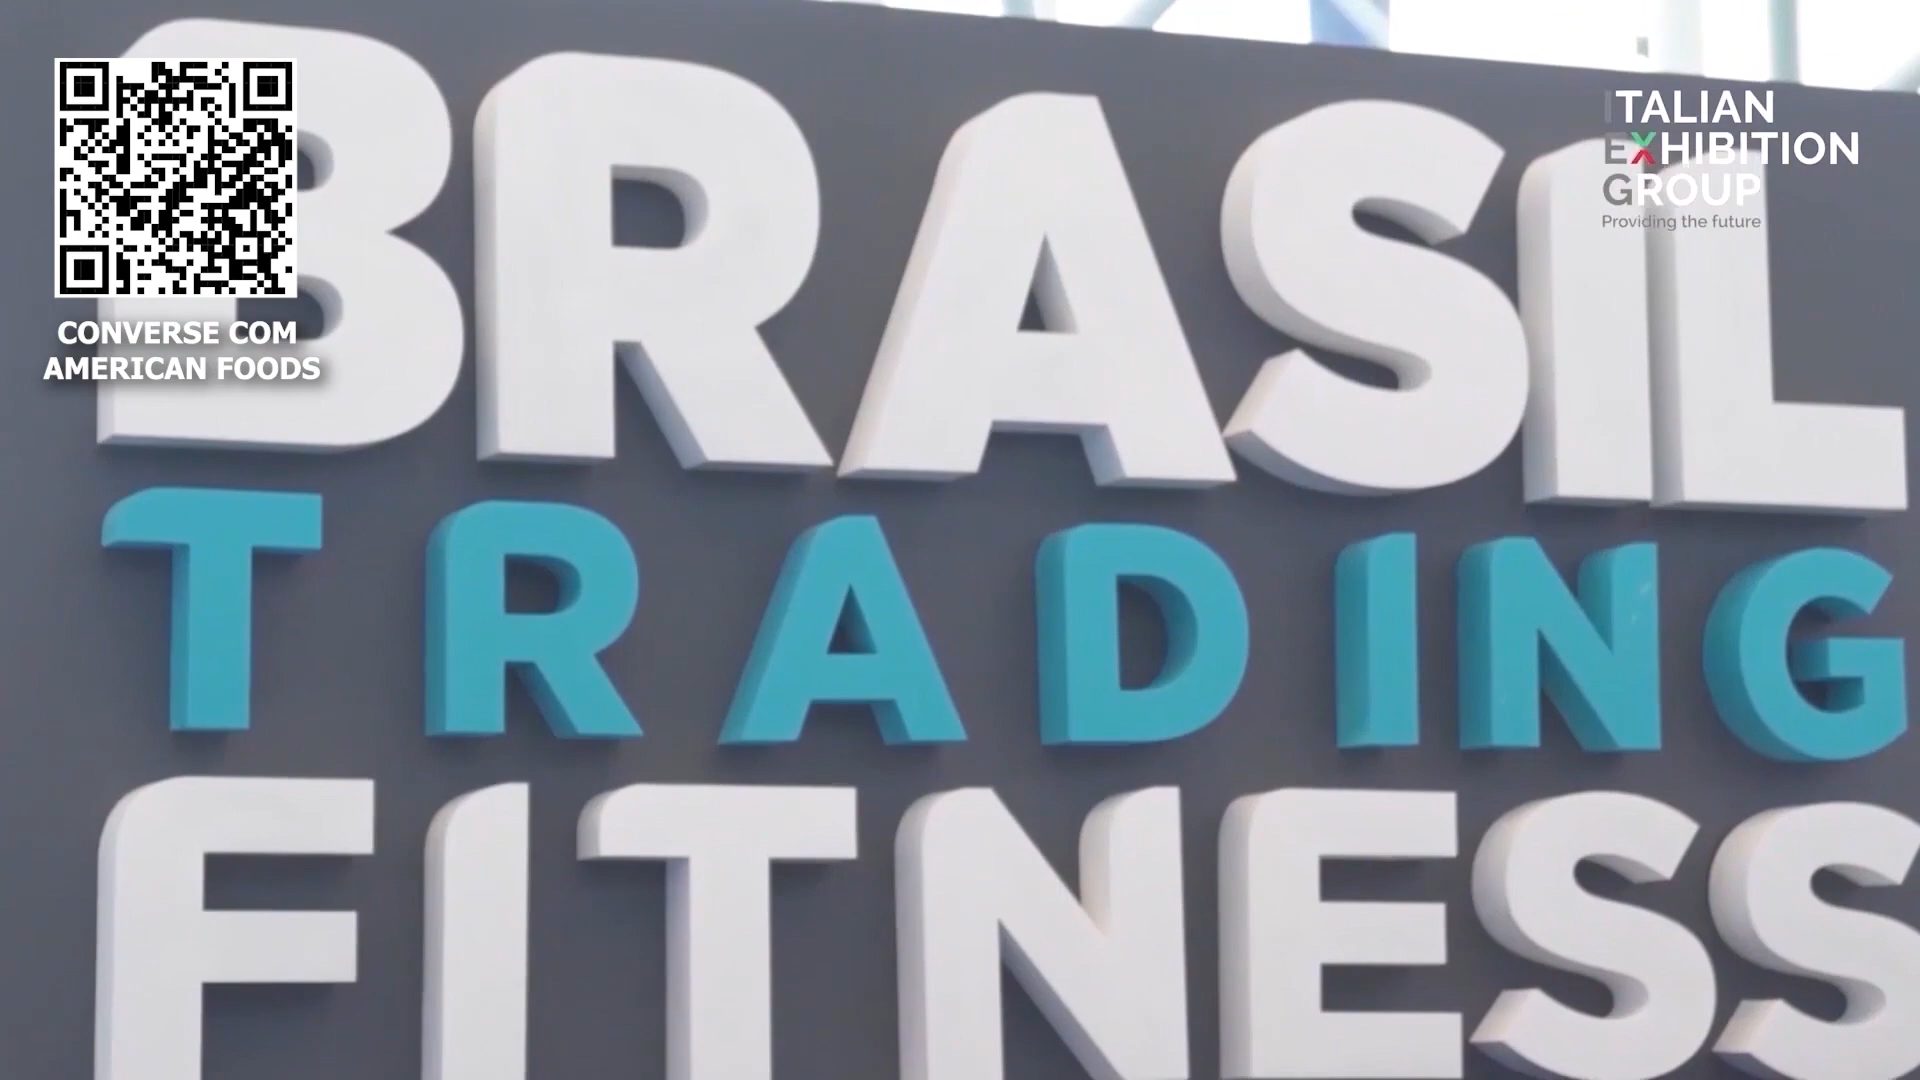 BRASIL
TRADING
FITNESS
CONVERSE COM
AMERICAN FOODS
ITALIAN
EXHIBITION
GROUP
Providing the future